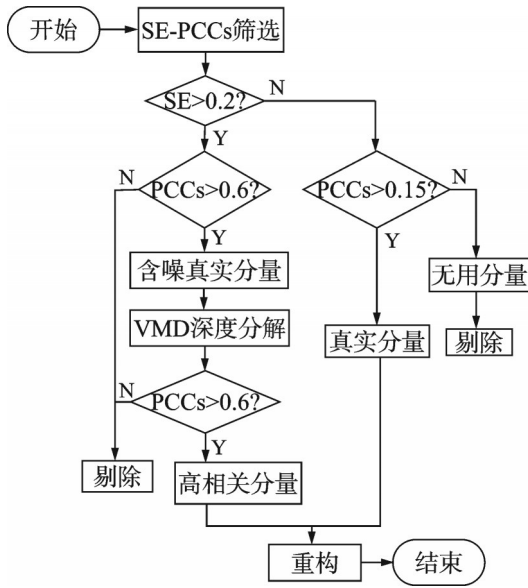 开始
SE-PCCs筛选
SE>0.2?
N
Y
N
PCCs>0.6?
PCCs>0.15?
N
Y
Y
含噪真实分量
无用分量
VMD深度分解
真实分量
剔除
N
PCCs>0.6?
Y
剔除
高相关分量
重构
结束